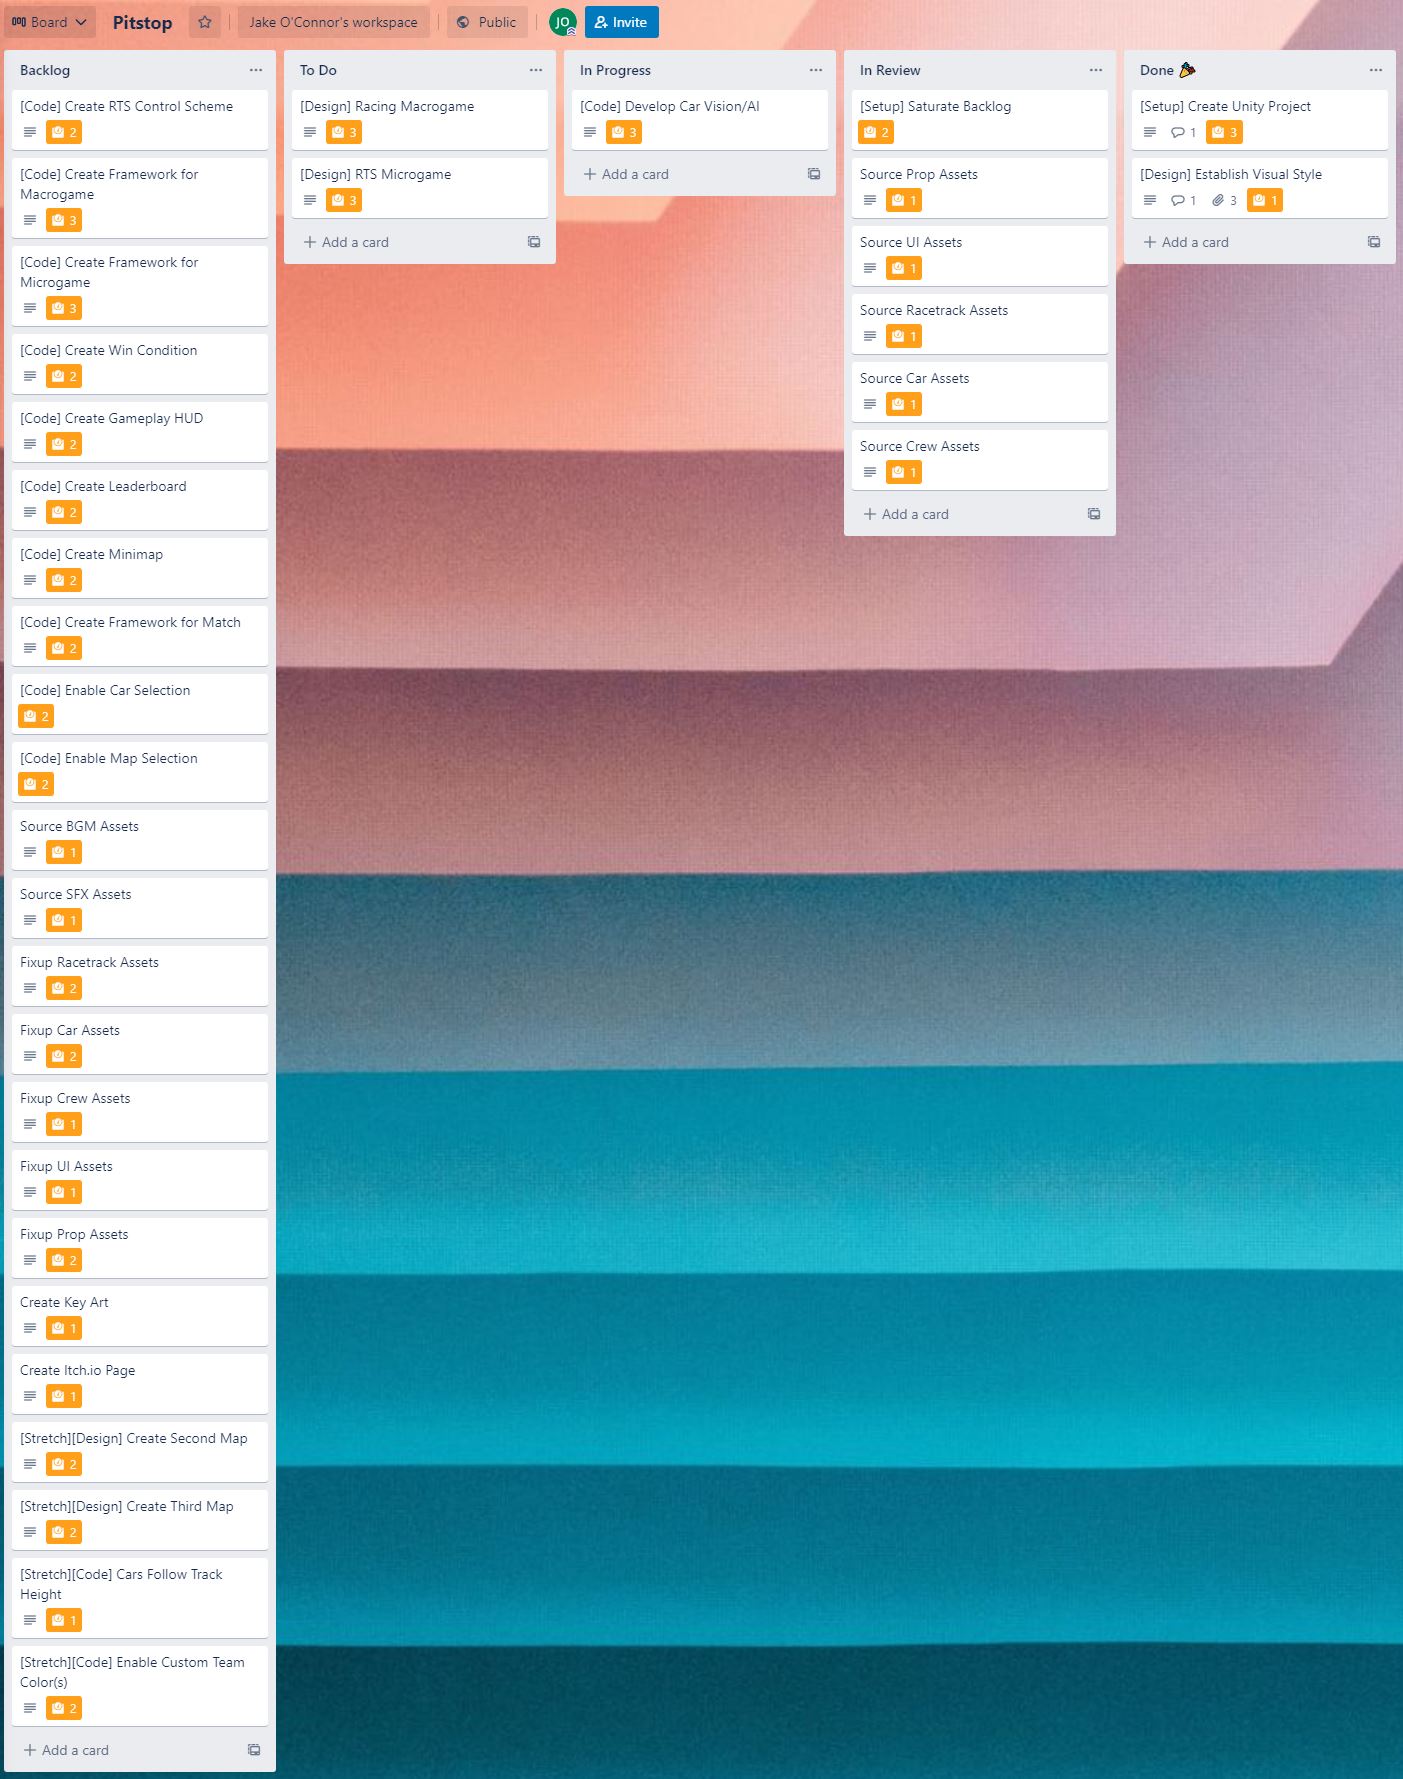 Board
Pitstop
Jake O'Connor's workspace
Public
JO
Invite
Backlog
[Code] Create RTS Control Scheme
2
[Code] Create Framework for
Macrogame
3
[Code] Create Framework for
Microgame
3
[Code] Create Win Condition
2
[Code] Create Gameplay HUD
2
[Code] Create Leaderboard
2
[Code] Create Minimap
2
[Code] Create Framework for Match
2
[Code] Enable Car Selection
2
[Code] Enable Map Selection
2
Source BGM Assets
1
Source SFX Assets
1
Fixup Racetrack Assets
2
Fixup Car Assets
2
Fixup Crew Assets
1
Fixup UI Assets
1
Fixup Prop Assets
2
Create Key Art
1
Create Itch.io Page
1
[Stretch][Design] Create Second Map
2
[Stretch][Design] Create Third Map
2
[Stretch][Code] Cars Follow Track
Height
1
[Stretch][Code] Enable Custom Team
Color(s)
2
Add a card
To Do
[Design] Racing Macrogame
3
[Design] RTS Microgame
3
Add a card
In Progress
[Code] Develop Car Vision/AI
3
Add a card
In Review
[Setup] Saturate Backlog
2
Source Prop Assets
1
Source UI Assets
1
Source Racetrack Assets
1
Source Car Assets
1
Source Crew Assets
1
Add a card
Done 🎉
[Setup] Create Unity Project
1 3
[Design] Establish Visual Style
1 3 1
Add a card